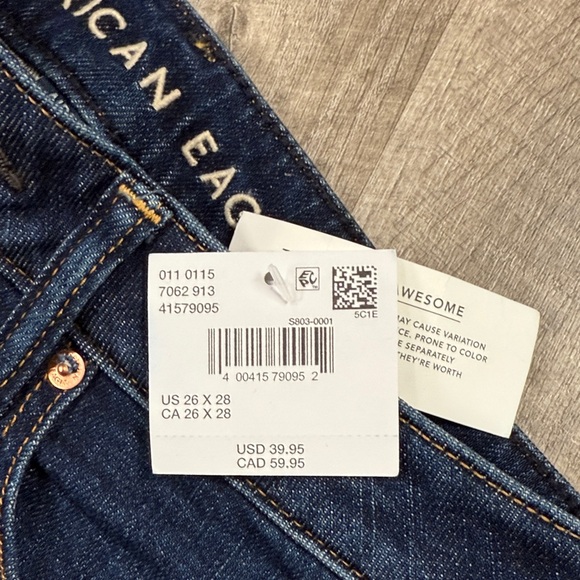 RICAN EAG
011 0115
7062 913
41579095
5C1E
S803-0001
4 00415 79095 2
US 26 X 28
CA 26 X 28
USD 39.95
CAD 59.95
AWESOME
MAY CAUSE VARIATION
PRONE TO COLOR
SEPARATELY
THEY'RE WORTH